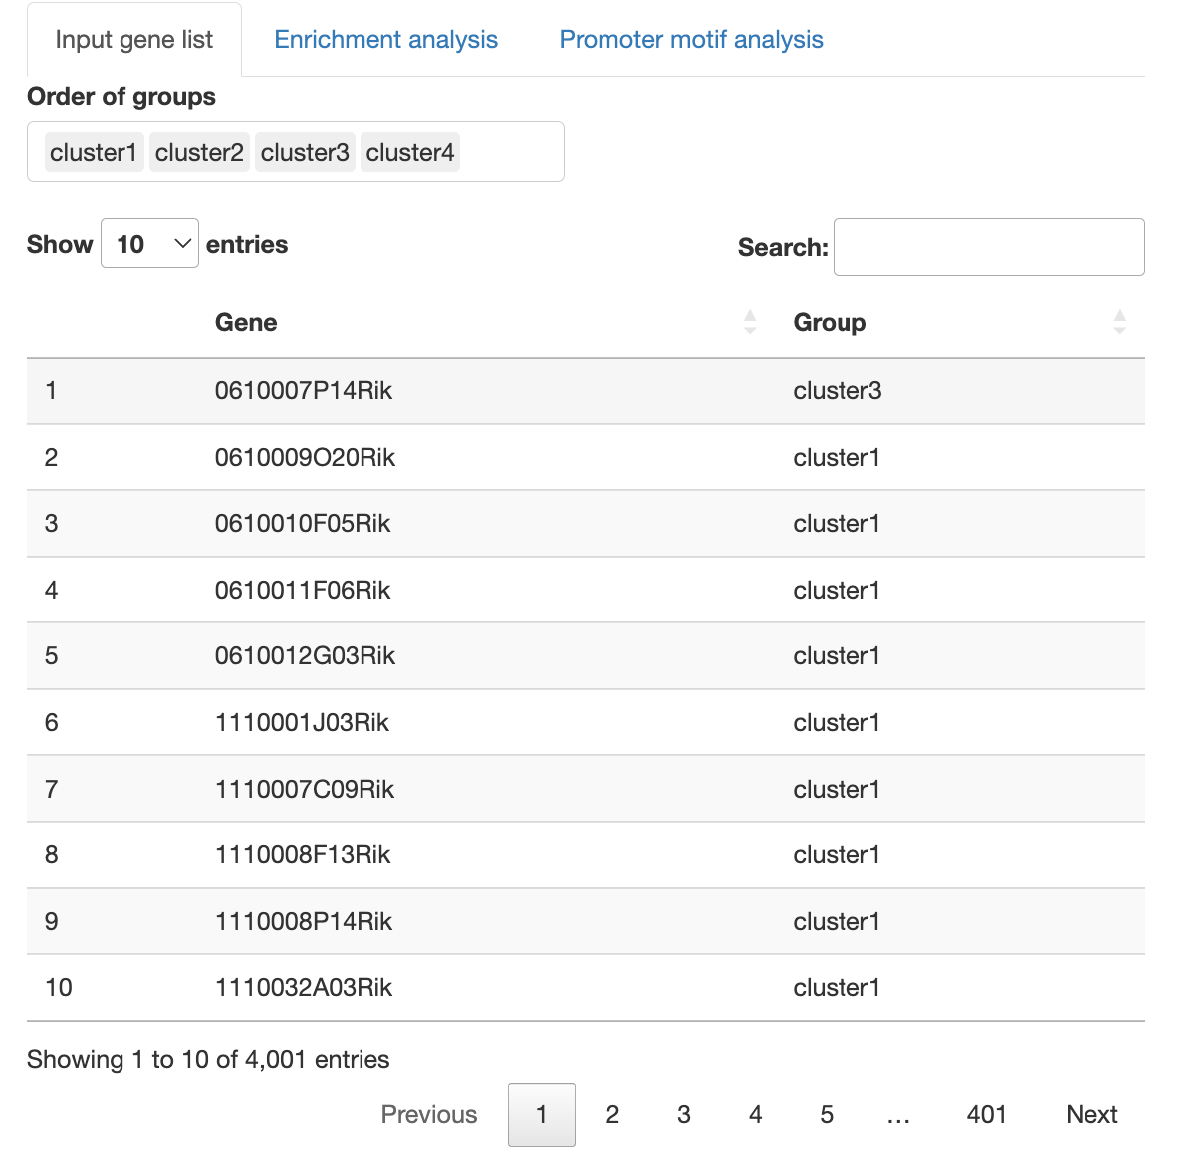 Input gene list Enrichment analysis Promoter motif analysis
Order of groups
cluster1 cluster2 cluster3 cluster4
Show 10 entries Search:
Gene Group
1 0610007P14Rik cluster3
2 0610009O20Rik cluster1
3 0610010F05Rik cluster1
4 0610011F06Rik cluster1
5 0610012G03Rik cluster1
6 1110001J03Rik cluster1
7 1110007C09Rik cluster1
8 1110008F13Rik cluster1
9 1110008P14Rik cluster1
10 1110032A03Rik cluster1
Showing 1 to 10 of 4,001 entries
Previous 1 2 3 4 5 ... 401 Next